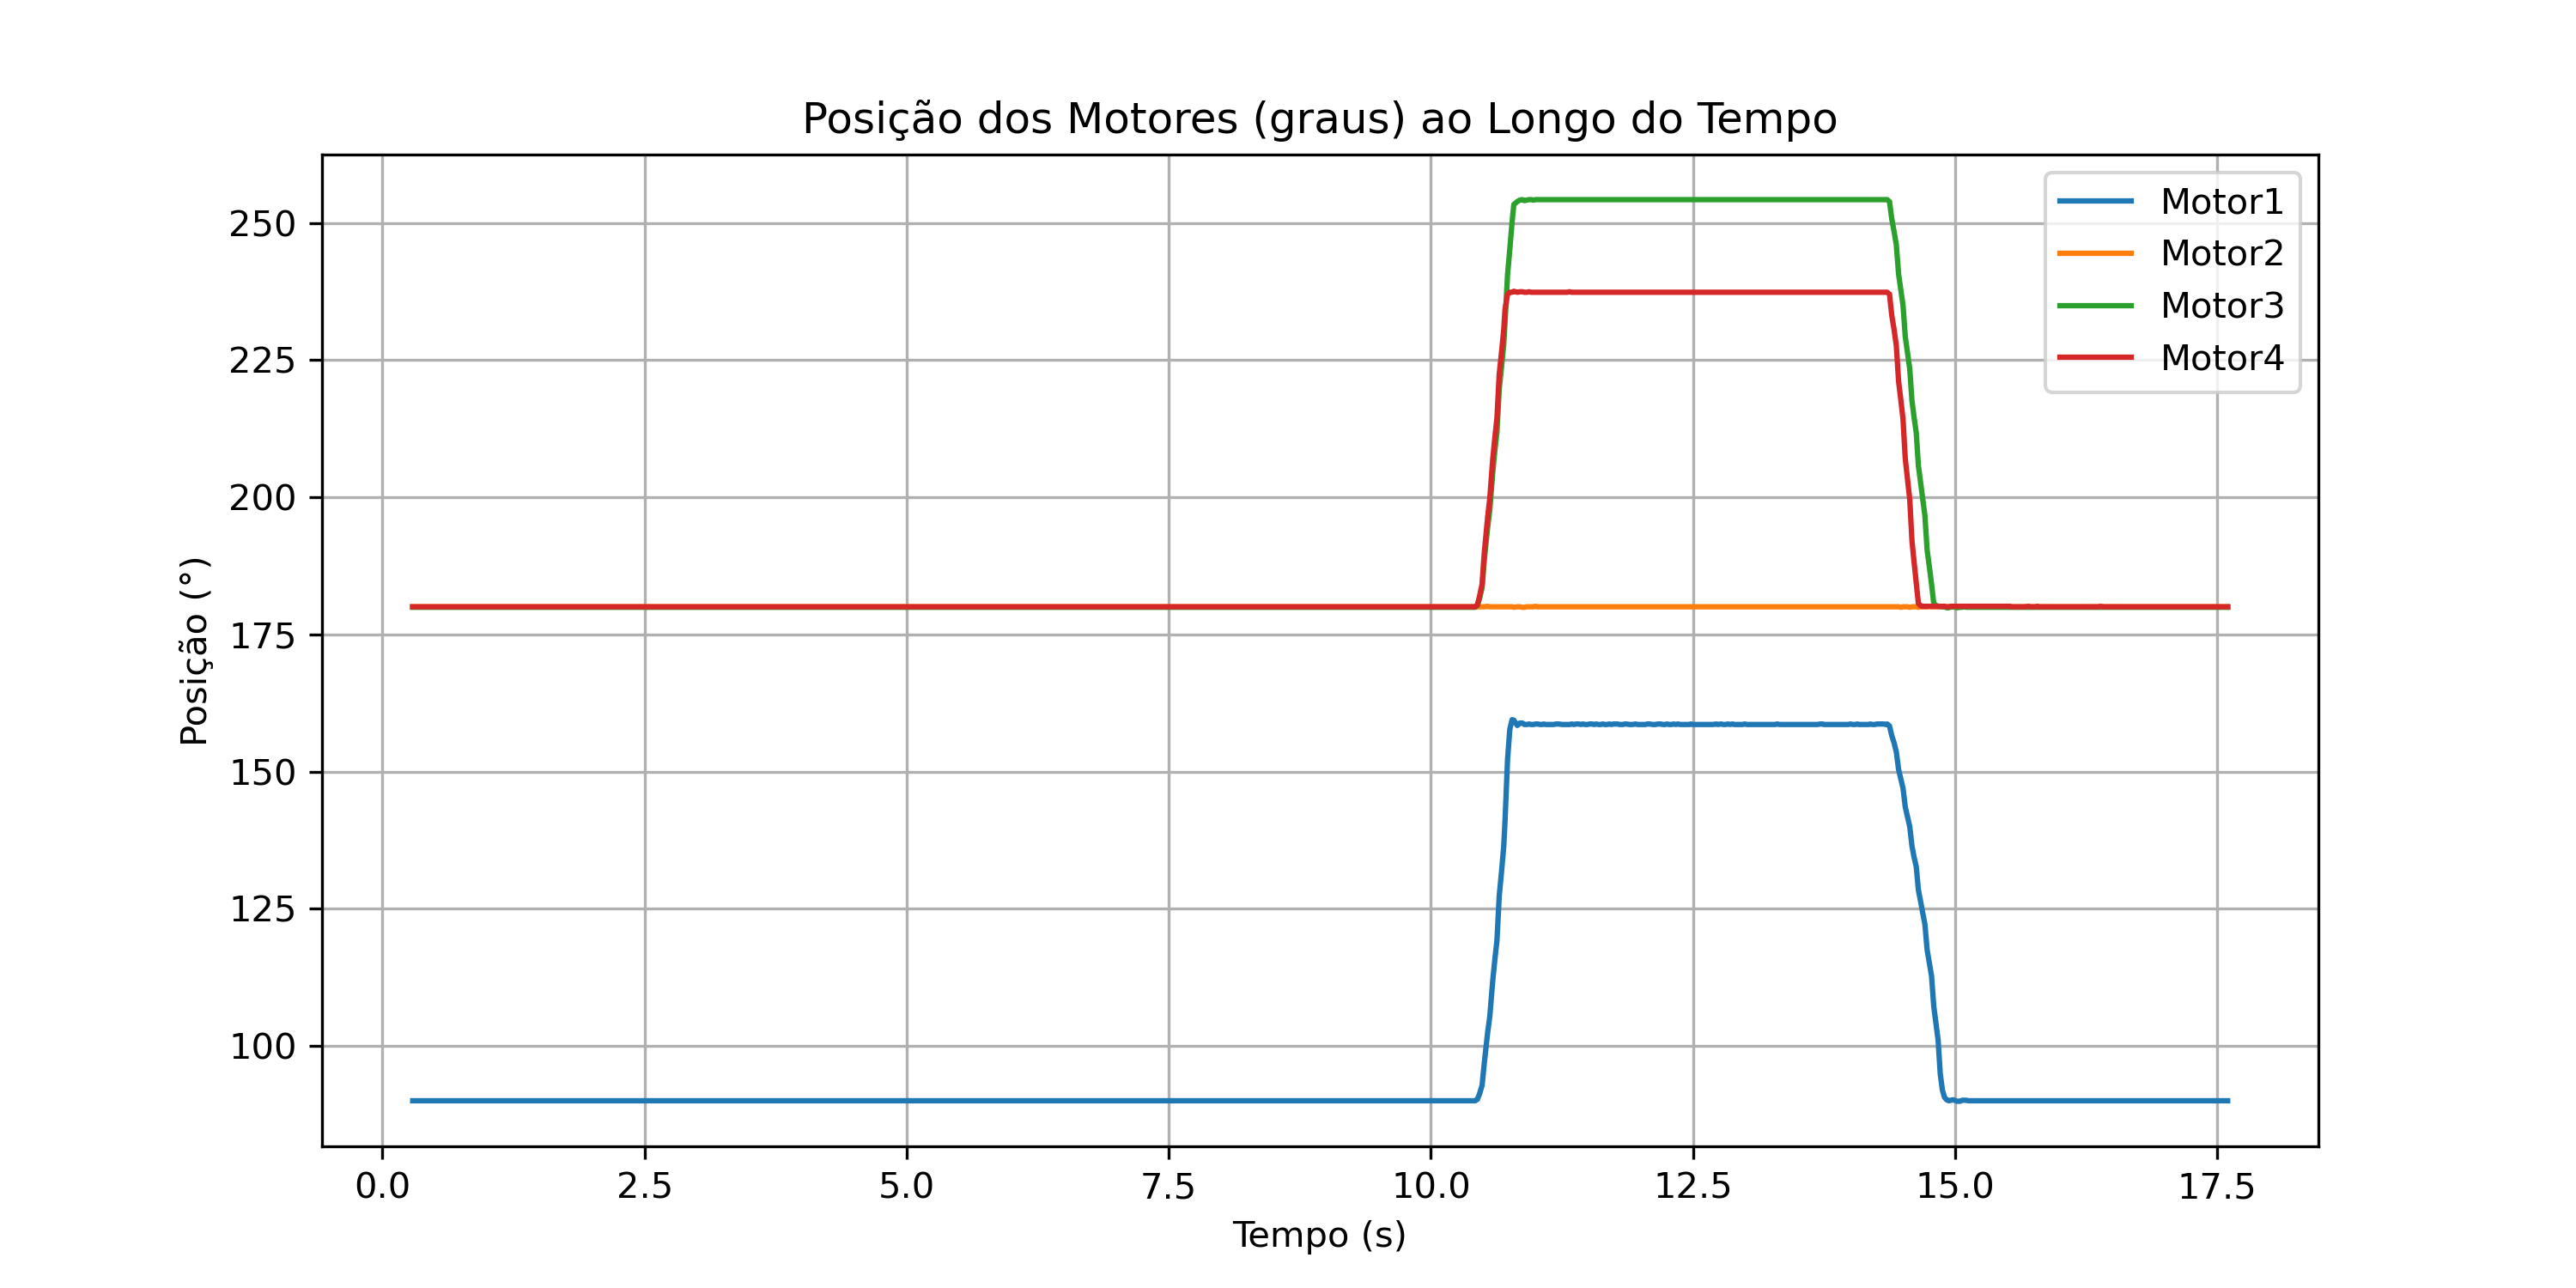 Posição dos Motores (graus) ao Longo do Tempo
Motor1
Motor2
Motor3
Motor4
250
225
200
175
150
125
100
Posição (°)
0.0 2.5 5.0 7.5 10.0 12.5 15.0 17.5
Tempo (s)